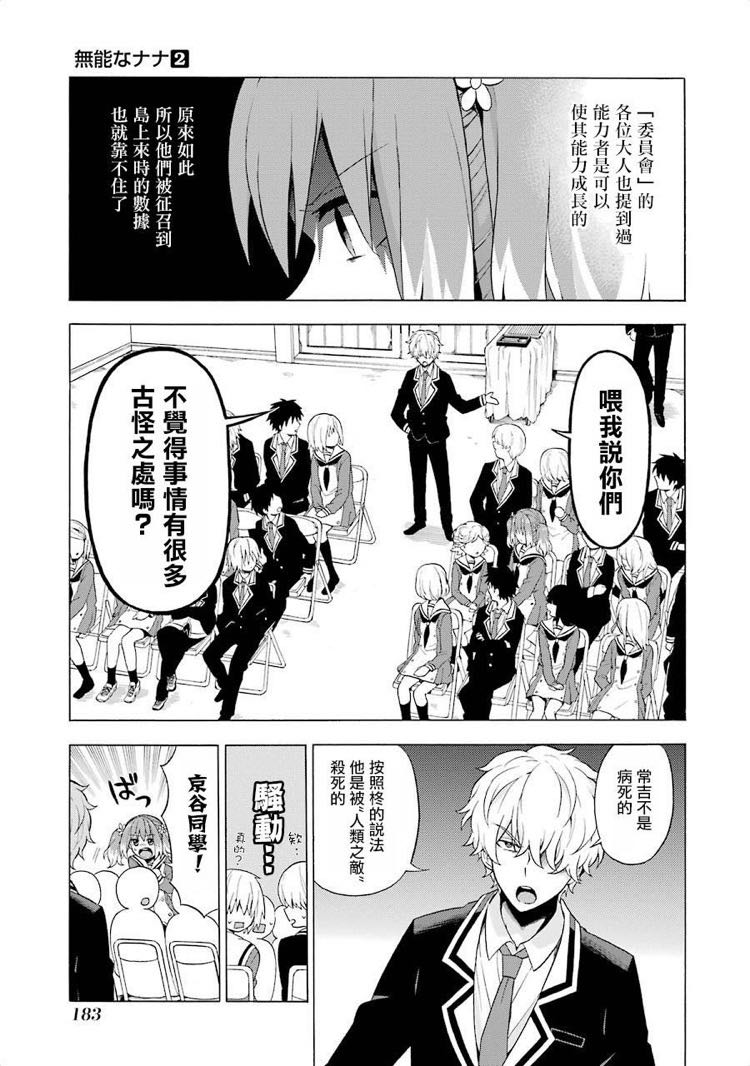 無能なナナ2
「委員會」的
各位大人也提到過
能力者是可以
使其能力成長的
原來如此
所以他們被征召到
島上來時的數據
也就靠不住了
喂我說你們
不覺得事情有很多
古怪之處嗎？
常吉不是
病死的
按照柊的說法
他是被〝人類之敵〞
殺死的
騷動…
欸…
真的？
京谷同學！
ばっ
183